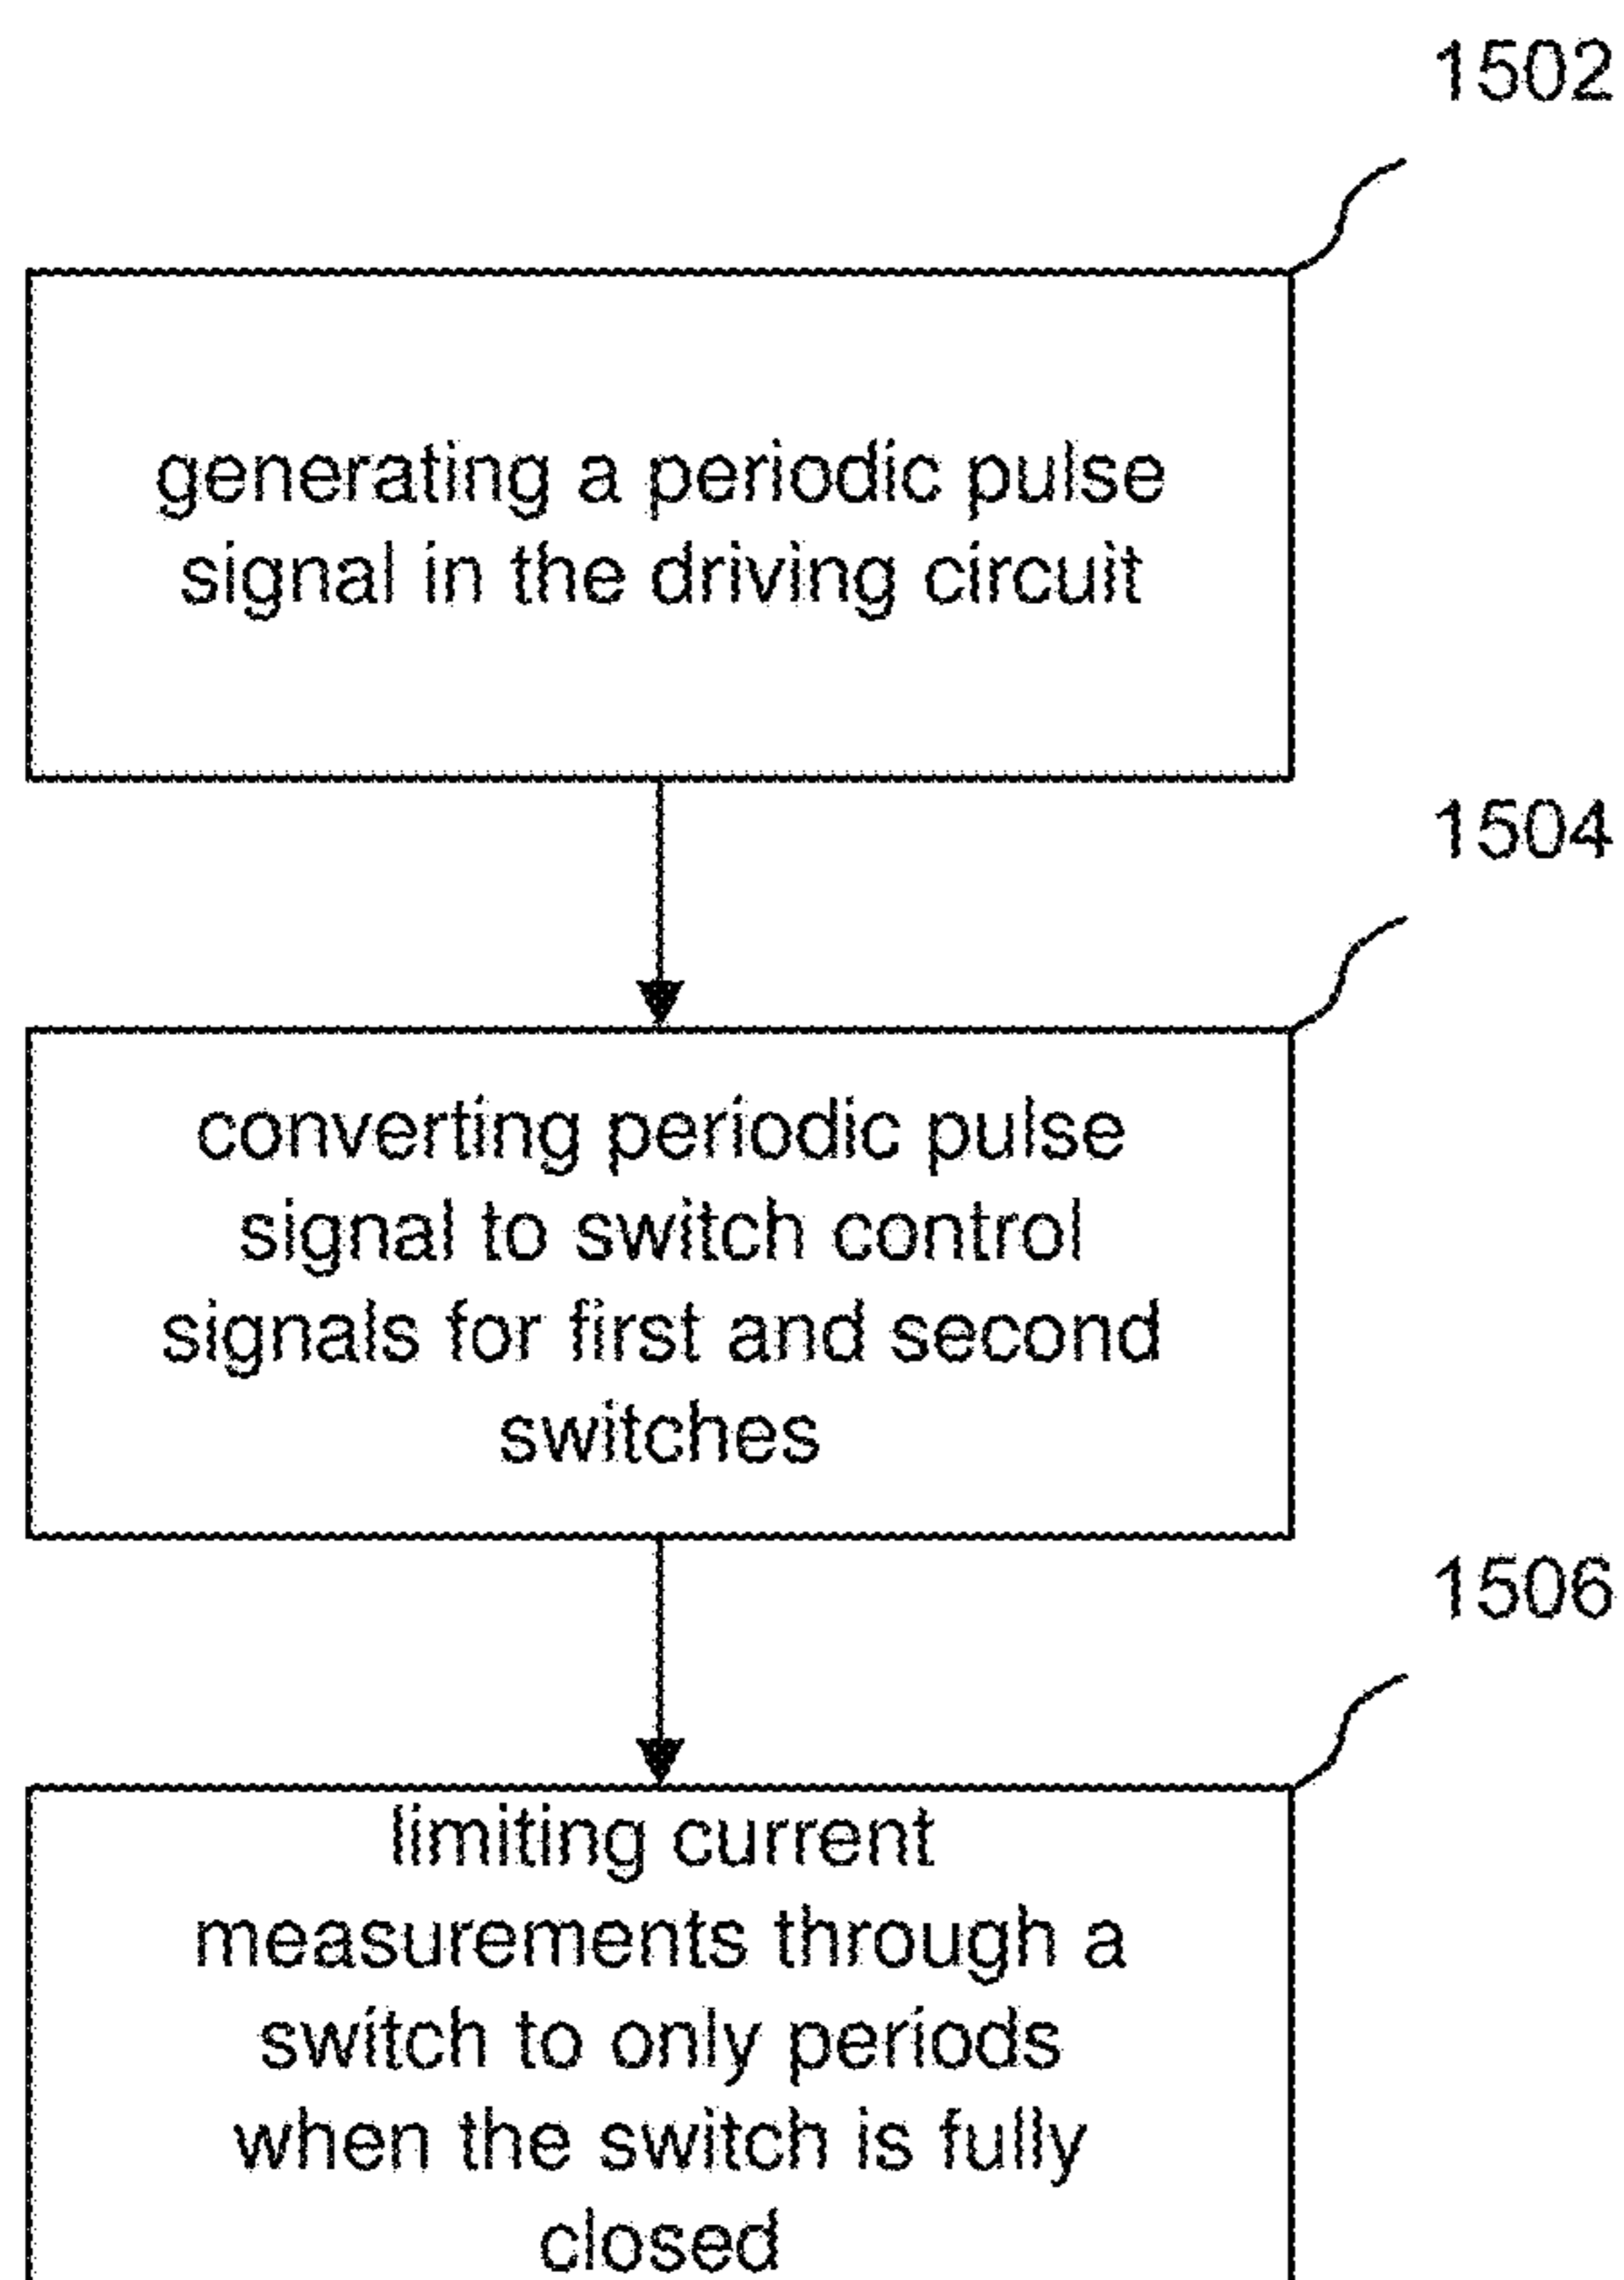 1502
generating a periodic pulse
signal in the driving circuit
1504
converting periodic pulse
signal to switch control
signals for first and second
switches
1506
limiting current
measurements through a
switch to only periods
when the switch is fully
closed